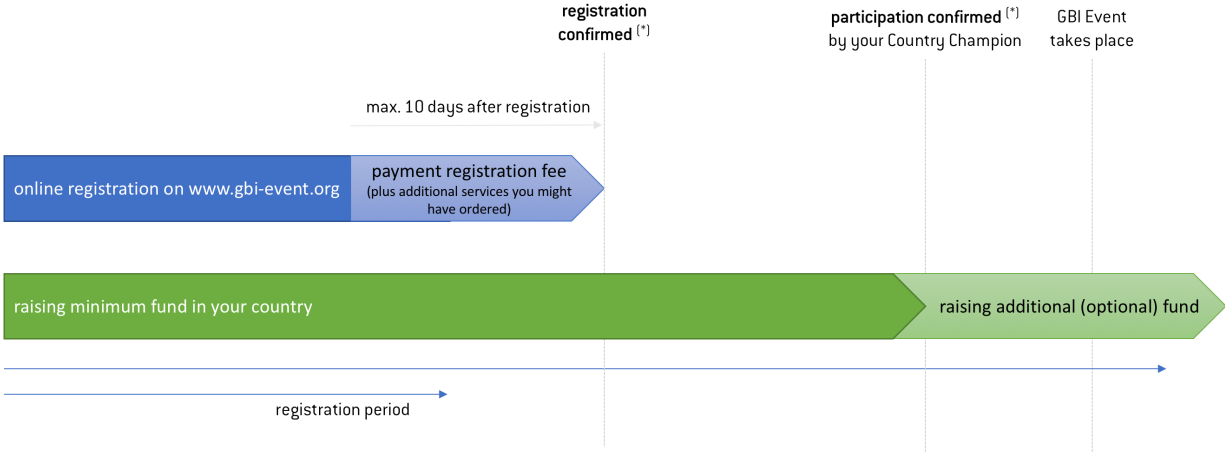 registration
confirmed (*)
participation confirmed (*)
by your Country Champion
GBI Event
takes place
max. 10 days after registration
online registration on www.gbi-event.org
payment registration fee
(plus additional services you might
have ordered)
raising minimum fund in your country
raising additional (optional) fund
registration period